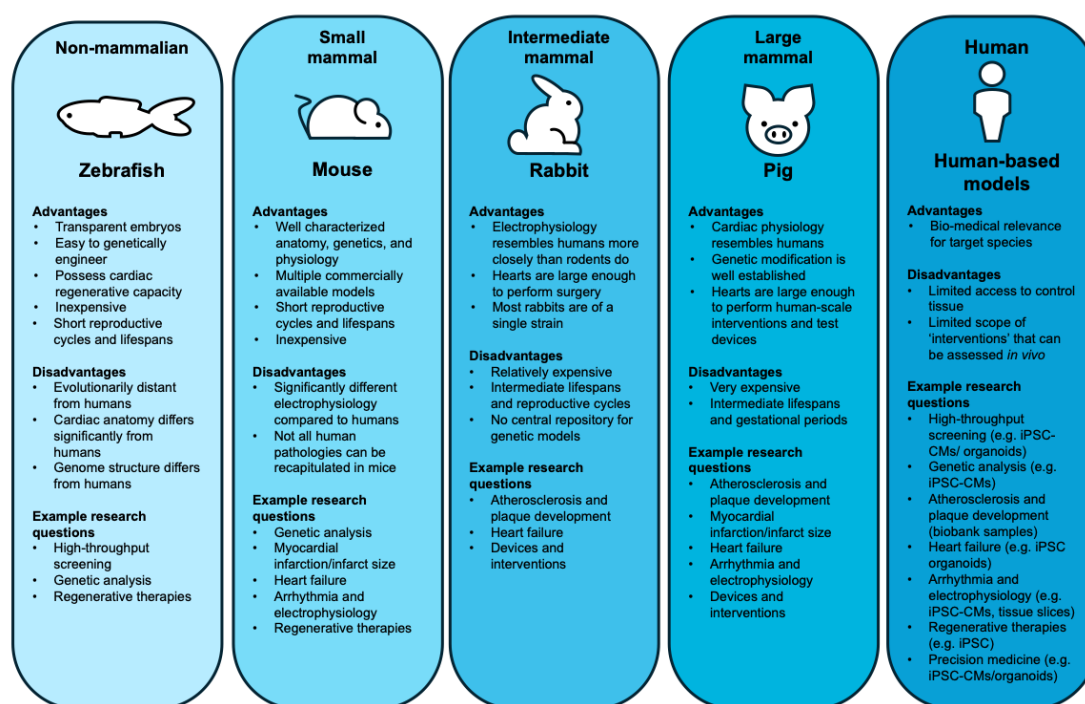 Non-mammalian
Zebrafish
Advantages
• Transparent embryos
• Easy to genetically
engineer
• Possess cardiac
regenerative capacity
• Inexpensive
• Short reproductive
cycles and lifespans
Disadvantages
• Evolutionarily distant
from humans
• Cardiac anatomy differs
significantly from
humans
• Genome structure differs
from humans
Example research
questions
• High-throughput
screening
• Genetic analysis
• Regenerative therapies
Small
mammal
Mouse
Advantages
• Well characterized
anatomy, genetics, and
physiology
• Multiple commercially
available models
• Short reproductive
cycles and lifespans
• Inexpensive
Disadvantages
• Significantly different
electrophysiology
compared to humans
• Not all human
pathologies can be
recapitulated in mice
Example research
questions
• Genetic analysis
• Myocardial
infarction/infarct size
• Heart failure
• Arrhythmia and
electrophysiology
• Regenerative therapies
Intermediate
mammal
Rabbit
Advantages
• Electrophysiology
resembles humans more
closely than rodents do
• Hearts are large enough
to perform surgery
• Most rabbits are of a
single strain
Disadvantages
• Relatively expensive
• Intermediate lifespans
and reproductive cycles
• No central repository for
genetic models
Example research
questions
• Atherosclerosis and
plaque development
• Heart failure
• Devices and
interventions
Large
mammal
Pig
Advantages
• Cardiac physiology
resembles humans
• Genetic modification is
well established
• Hearts are large enough
to perform human-scale
interventions and test
devices
Disadvantages
• Very expensive
• Intermediate lifespans
and gestational periods
Example research
questions
• Atherosclerosis and
plaque development
• Myocardial
infarction/infarct size
• Heart failure
• Arrhythmia and
electrophysiology
• Devices and
interventions
Human
Human-based
models
Advantages
• Bio-medical relevance
for target species
Disadvantages
• Limited access to control
tissue
• Limited scope of
‘interventions’ that can
be assessed in vivo
Example research
questions
• High-throughput
screening (e.g. iPSC-
CMs/ organoids)
• Genetic analysis (e.g.
iPSC-CMs)
• Atherosclerosis and
plaque development
(biobank samples)
• Heart failure (e.g. iPSC
organoids)
• Arrhythmia and
electrophysiology (e.g.
iPSC-CMs, tissue slices)
• Regenerative therapies
(e.g. iPSC)
• Precision medicine (e.g.
iPSC-CMs/organoids)